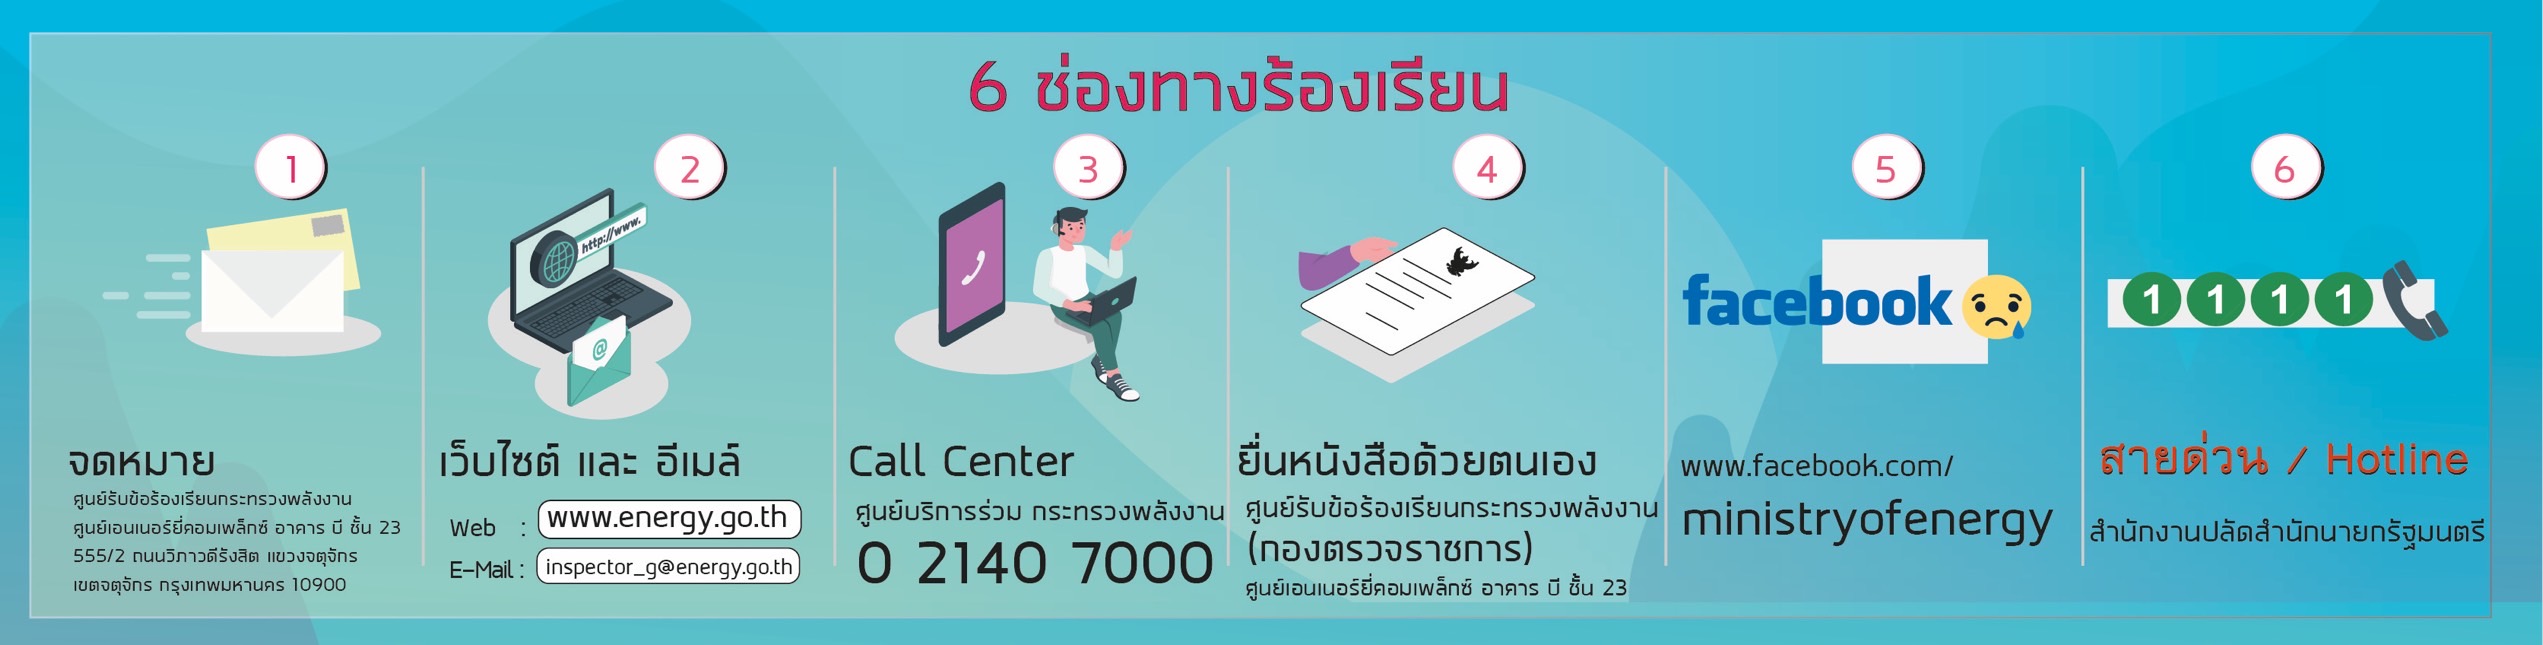 6 ช่องทางร้องเรียน
1
จดหมาย
ศูนย์รับข้อร้องเรียนกระทรวงพลังงาน
ศูนย์เอนเนอร์ยี่คอมเพล็กซ์ อาคาร บี ชั้น 23
555/2 ถนนวิภาวดีรังสิต แขวงจตุจักร
เขตจตุจักร กรุงเทพมหานคร 10900
2
http://www.
@
เว็บไซต์ และ อีเมล์
Web : www.energy.go.th
E-Mail : inspector_g@energy.go.th
3
Call Center
ศูนย์บริการร่วม กระทรวงพลังงาน
0 2140 7000
4
ยื่นหนังสือด้วยตนเอง
ศูนย์รับข้อร้องเรียนกระทรวงพลังงาน
(กองตรวจราชการ)
ศูนย์เอนเนอร์ยี่คอมเพล็กซ์ อาคาร บี ชั้น 23
5
facebook
www.facebook.com/
ministryofenergy
6
1 1 1 1
สายด่วน / Hotline
สำนักงานปลัดสำนักนายกรัฐมนตรี